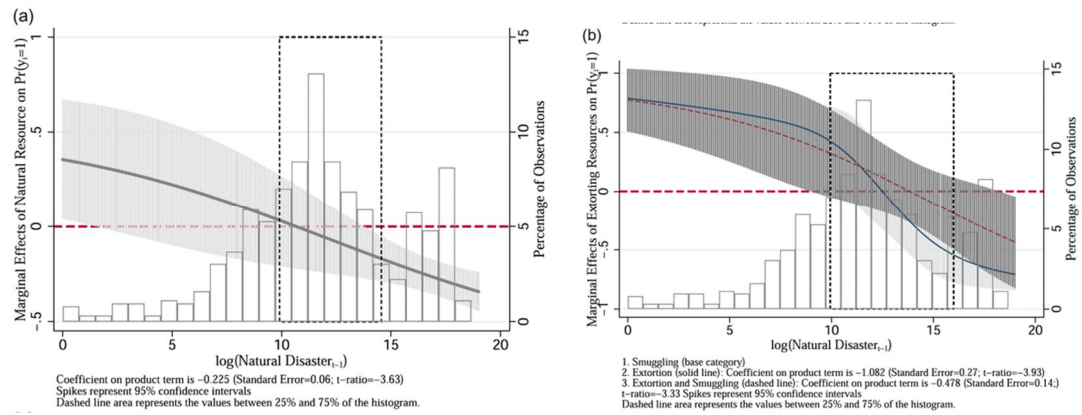 (a)
Marginal Effects of Natural Resource on Pr(yᵢ=1)
1
.5
0
-.5
15
10
5
0
Percentage of Observations
0 5 10 15
log(Natural Disasterₜ₋₁)
Coefficient on product term is −0.225 (Standard Error=0.06; t−ratio=−3.63)
Spikes represent 95% confidence intervals
Dashed line area represents the values between 25% and 75% of the histogram.
(b)
Marginal Effects of Extorting Resources on Pr(yᵢ=1)
1
.5
0
-.5
-1
15
10
5
0
Percentage of Observations
0 5 10 15 20
log(Natural Disasterₜ₋₁)
1. Smuggling (base category)
2. Extortion (solid line): Coefficient on product term is −1.082 (Standard Error=0.27; t−ratio=−3.93)
3. Extortion and Smuggling (dashed line): Coefficient on product term is −0.478 (Standard Error=0.14;)
t−ratio=−3.33 Spikes represent 95% confidence intervals
Dashed line area represents the values between 25% and 75% of the histogram.